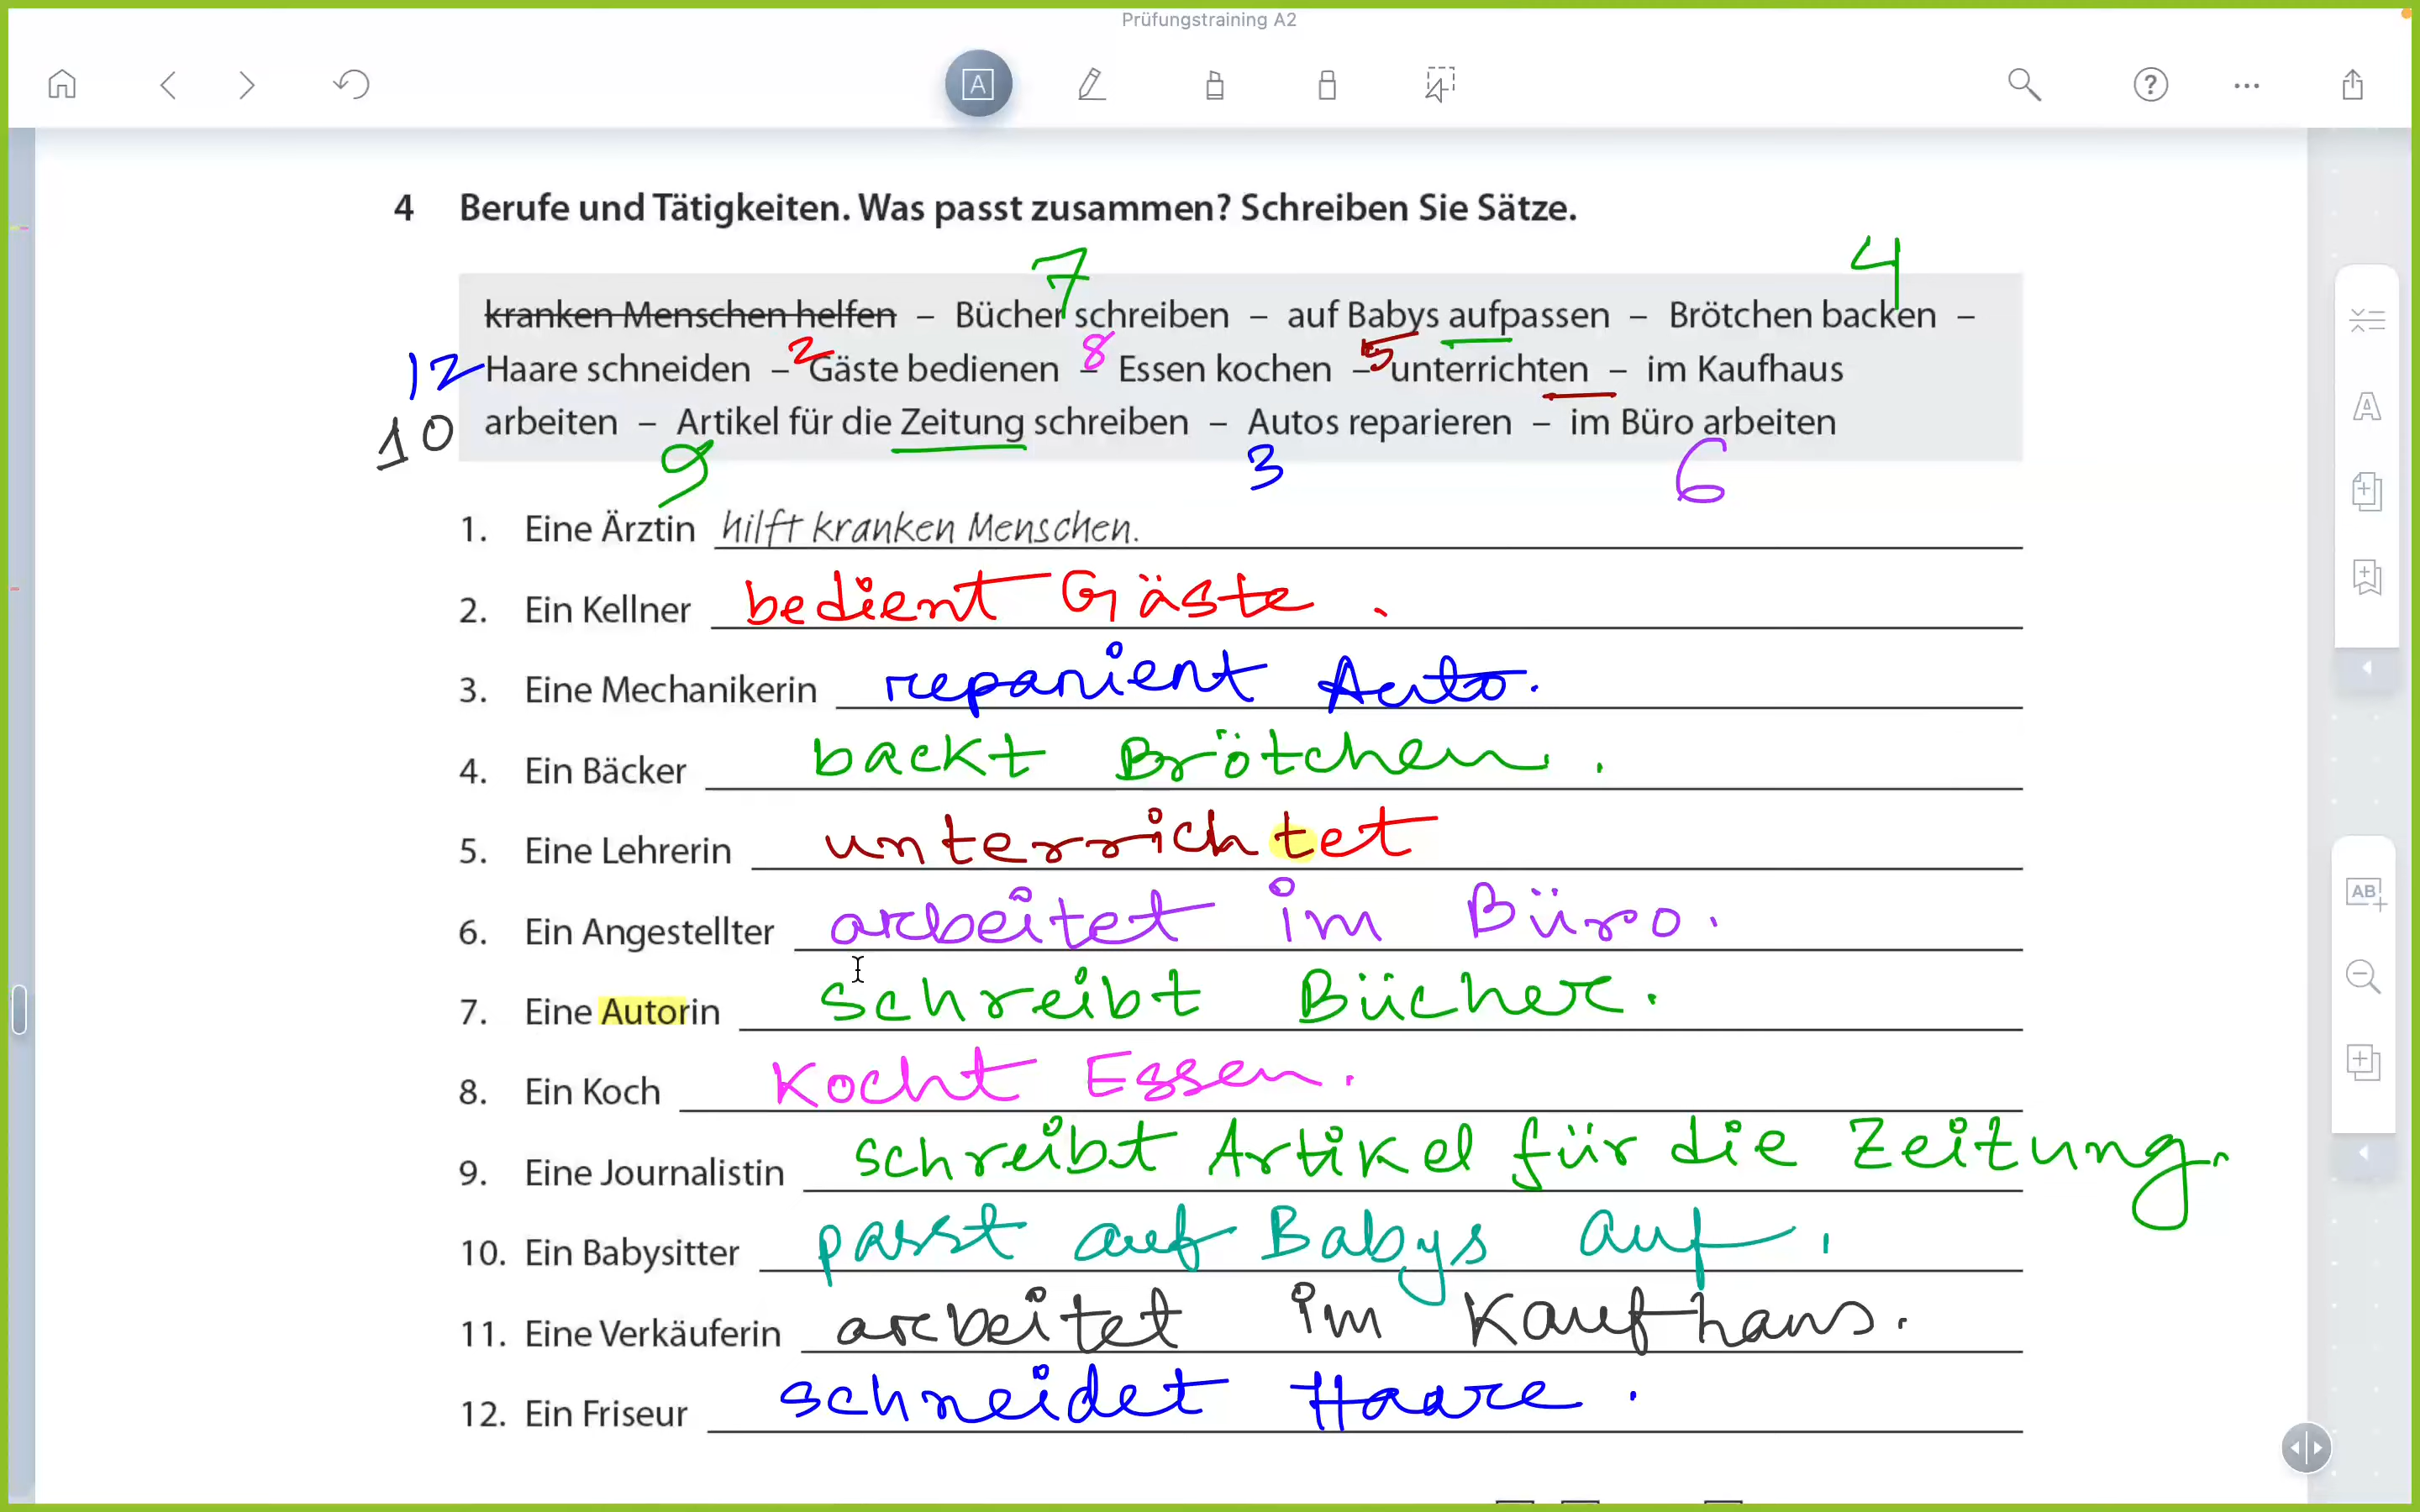 Prüfungstraining A2
4 Berufe und Tätigkeiten. Was passt zusammen? Schreiben Sie Sätze.
7 4
kranken Menschen helfen – Bücher schreiben – auf Babys aufpassen – Brötchen backen –
12 Haare schneiden – 2 Gäste bedienen – 8 Essen kochen – 5 unterrichten – im Kaufhaus
10 arbeiten – Artikel für die Zeitung schreiben – Autos reparieren – im Büro arbeiten
9 3 6
1. Eine Ärztin hilft kranken Menschen.
2. Ein Kellner bedient Gäste.
3. Eine Mechanikerin repariert Auto.
4. Ein Bäcker backt Brötchen.
5. Eine Lehrerin unterrichtet
6. Ein Angestellter arbeitet im Büro.
7. Eine Autorin schreibt Bücher.
8. Ein Koch kocht Essen.
9. Eine Journalistin schreibt Artikel für die Zeitung.
10. Ein Babysitter passt auf Babys auf.
11. Eine Verkäuferin arbeitet im Kaufhaus.
12. Ein Friseur schneidet Haare.